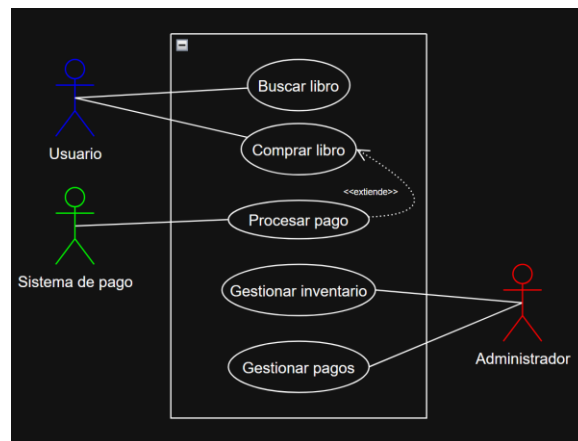 Buscar libro
Usuario
Comprar libro
<<extiende>>
Procesar pago
Sistema de pago
Gestionar inventario
Administrador
Gestionar pagos